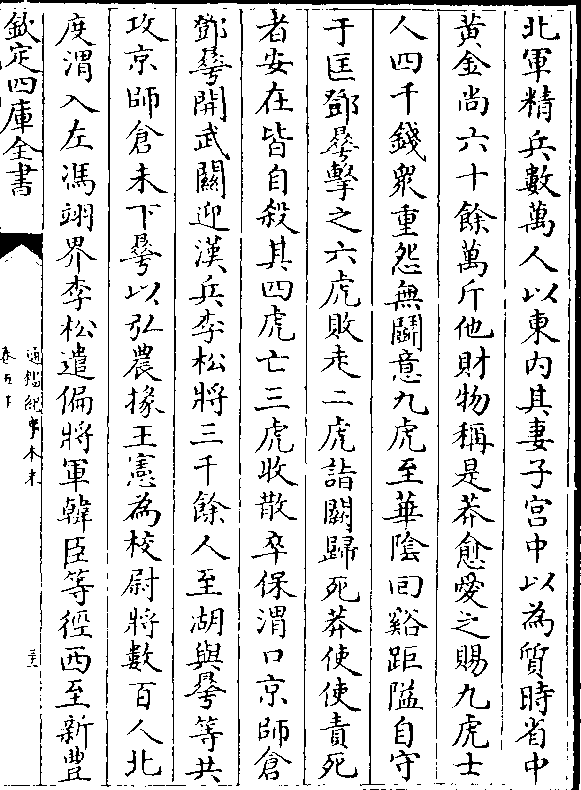 北軍精兵數萬人以東内其妻子宫中以為質時省中
黄金尚六十餘萬斤他財物稱是莽愈愛之賜九虎士
人四千錢衆重怨無鬭意九虎至華陰回谿距隘自守
于匡鄧曅擊之六虎敗走二虎詣闕歸死莽使使責死
者安在皆自殺其四虎亡三虎收散卒保渭口京師倉
鄧曅開武關迎漢兵李松將三千餘人至湖與曅等共
攻京師倉未下曅以弘農掾王憲為校尉將數百人北
度渭入左馮翊界李松遣偏將軍韓臣等徑西至新豐
欽定四庫全書
通鑑紀事本末
卷五下